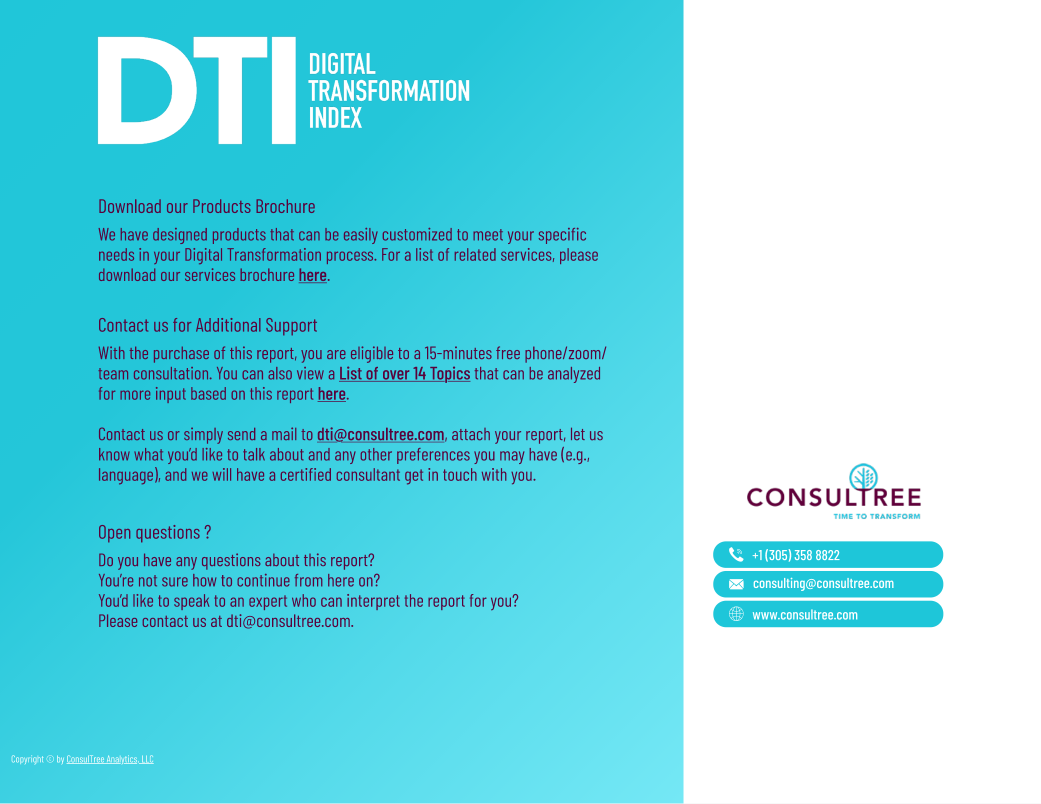 DTI
DIGITAL
TRANSFORMATION
INDEX
Download our Products Brochure
We have designed products that can be easily customized to meet your specific
needs in your Digital Transformation process. For a list of related services, please
download our services brochure here.
Contact us for Additional Support
With the purchase of this report, you are eligible to a 15-minutes free phone/zoom/
team consultation. You can also view a List of over 14 Topics that can be analyzed
for more input based on this report here.
Contact us or simply send a mail to dti@consultree.com, attach your report, let us
know what you’d like to talk about and any other preferences you may have (e.g.,
language), and we will have a certified consultant get in touch with you.
Open questions ?
Do you have any questions about this report?
You’re not sure how to continue from here on?
You’d like to speak to an expert who can interpret the report for you?
Please contact us at dti@consultree.com.
Copyright © by ConsulTree Analytics, LLC
CONSULTREE
TIME TO TRANSFORM
+1 (305) 358 8822
consulting@consultree.com
www.consultree.com